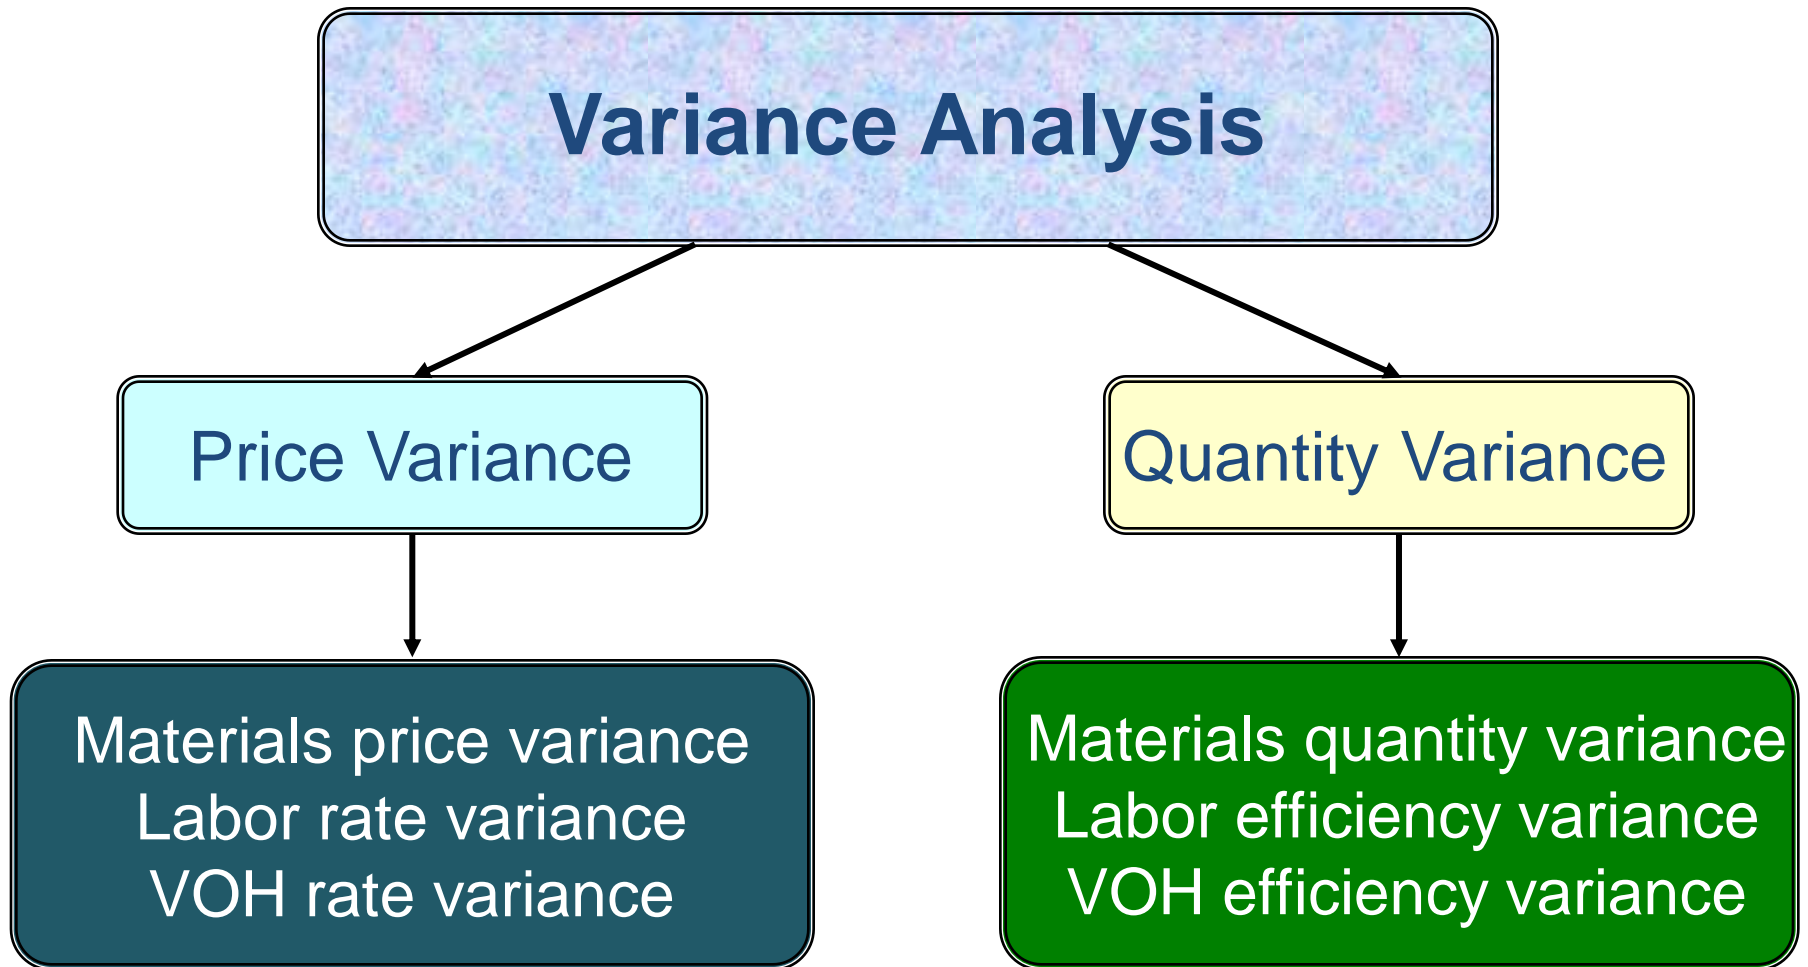 Variance Analysis
Price Variance
Quantity Variance
Materials price variance
Labor rate variance
VOH rate variance
Materials quantity variance
Labor efficiency variance
VOH efficiency variance